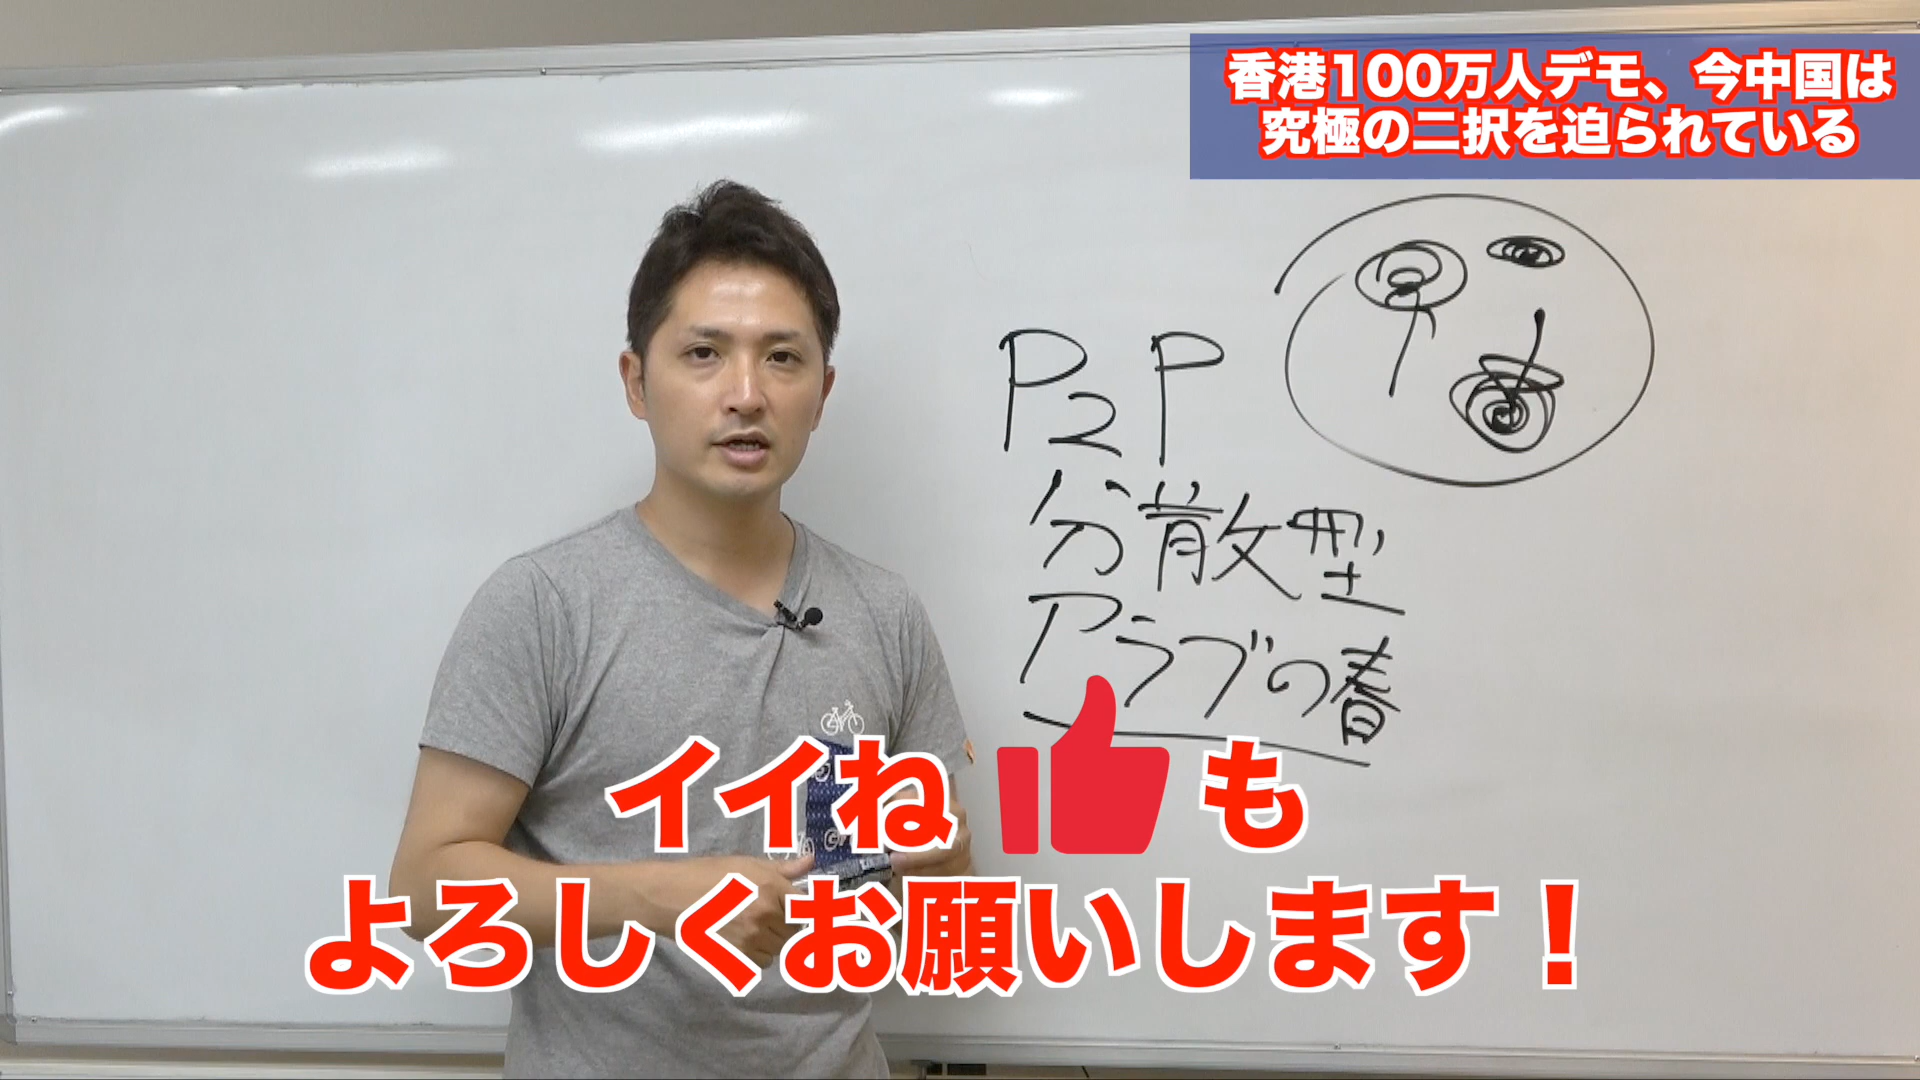 香港100万人デモ、今中国は
究極の二択を迫られている
P2P
分散型
アラブの春
イイねも
よろしくお願いします！